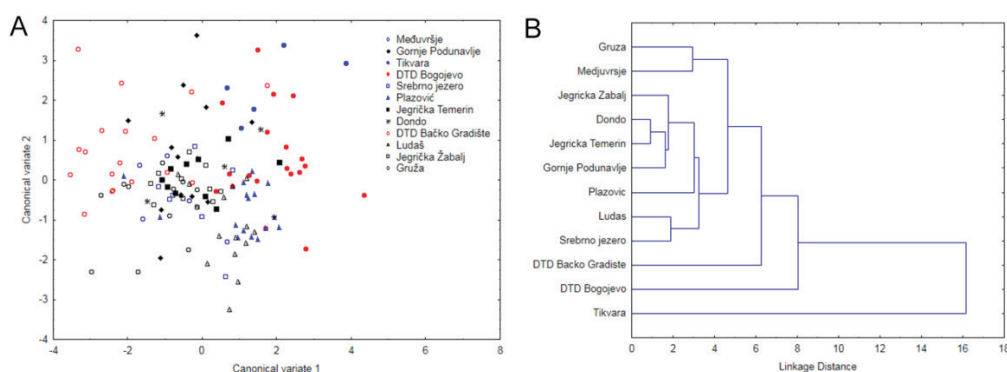 A
4
3
2
1
0
-1
-2
-3
-4
-4
-2
0
2
4
6
8
Canonical variate 2
Canonical variate 1
Međuvršje
Gornje Podunavlje
Tikvara
DTD Bogojevo
Srebrno jezero
Plazović
Jegrička Temerin
Dondo
DTD Bačko Gradište
Ludaš
Jegrička Žabalj
Gruža
B
Gruza
Medjuvrsje
Jegricka Zabalj
Dondo
Jegricka Temerin
Gornje Podunavlje
Plazovic
Ludas
Srebrno jezero
DTD Backo Gradiste
DTD Bogojevo
Tikvara
0
2
4
6
8
10
12
14
16
18
Linkage Distance